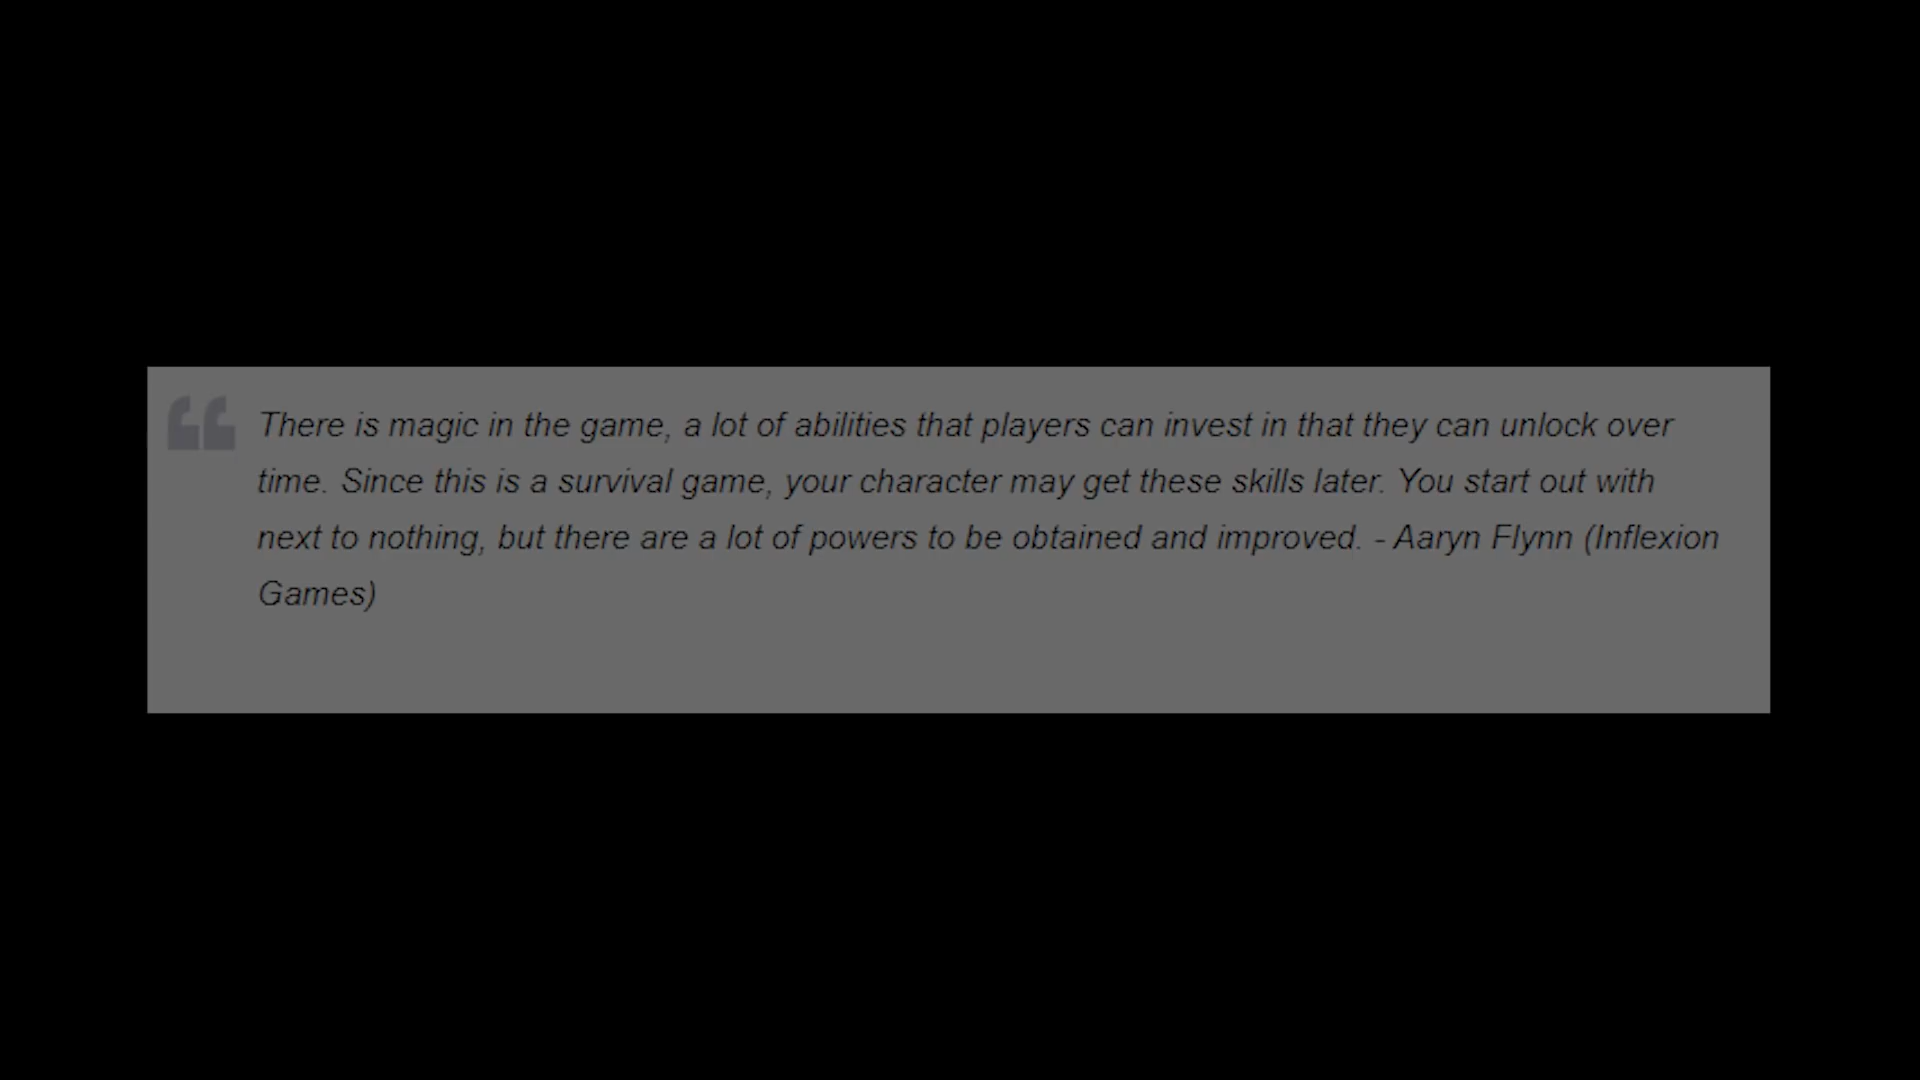 There is magic in the game, a lot of abilities that players can invest in that they can unlock over
time. Since this is a survival game, your character may get these skills later. You start out with
next to nothing, but there are a lot of powers to be obtained and improved. - Aaryn Flynn (Inflexion
Games)